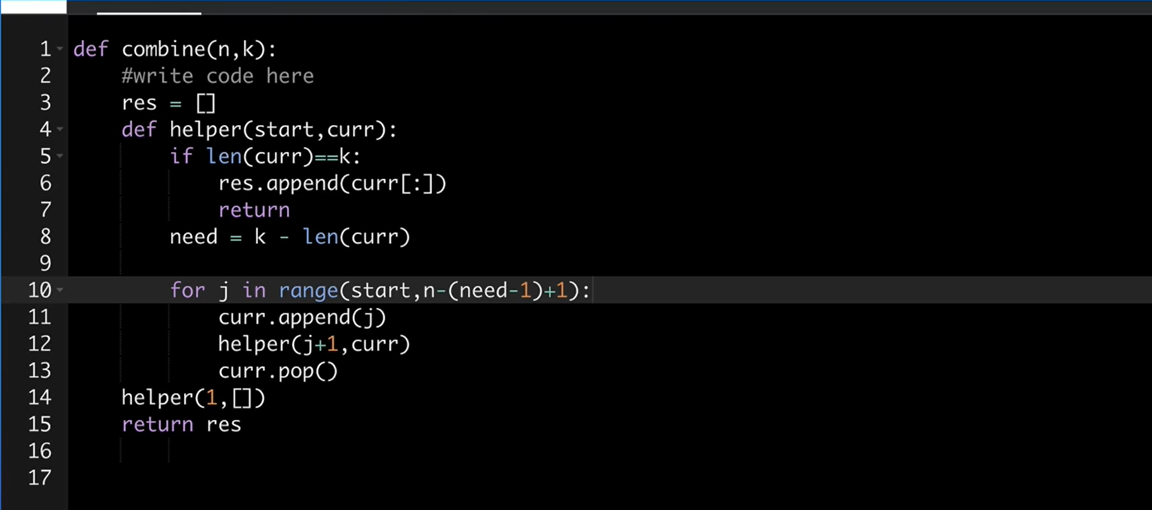 1 def combine(n,k):
2     #write code here
3     res = []
4     def helper(start,curr):
5         if len(curr)==k:
6             res.append(curr[:])
7             return
8         need = k - len(curr)
9
10         for j in range(start,n-(need-1)+1):
11             curr.append(j)
12             helper(j+1,curr)
13             curr.pop()
14     helper(1,[])
15     return res
16
17